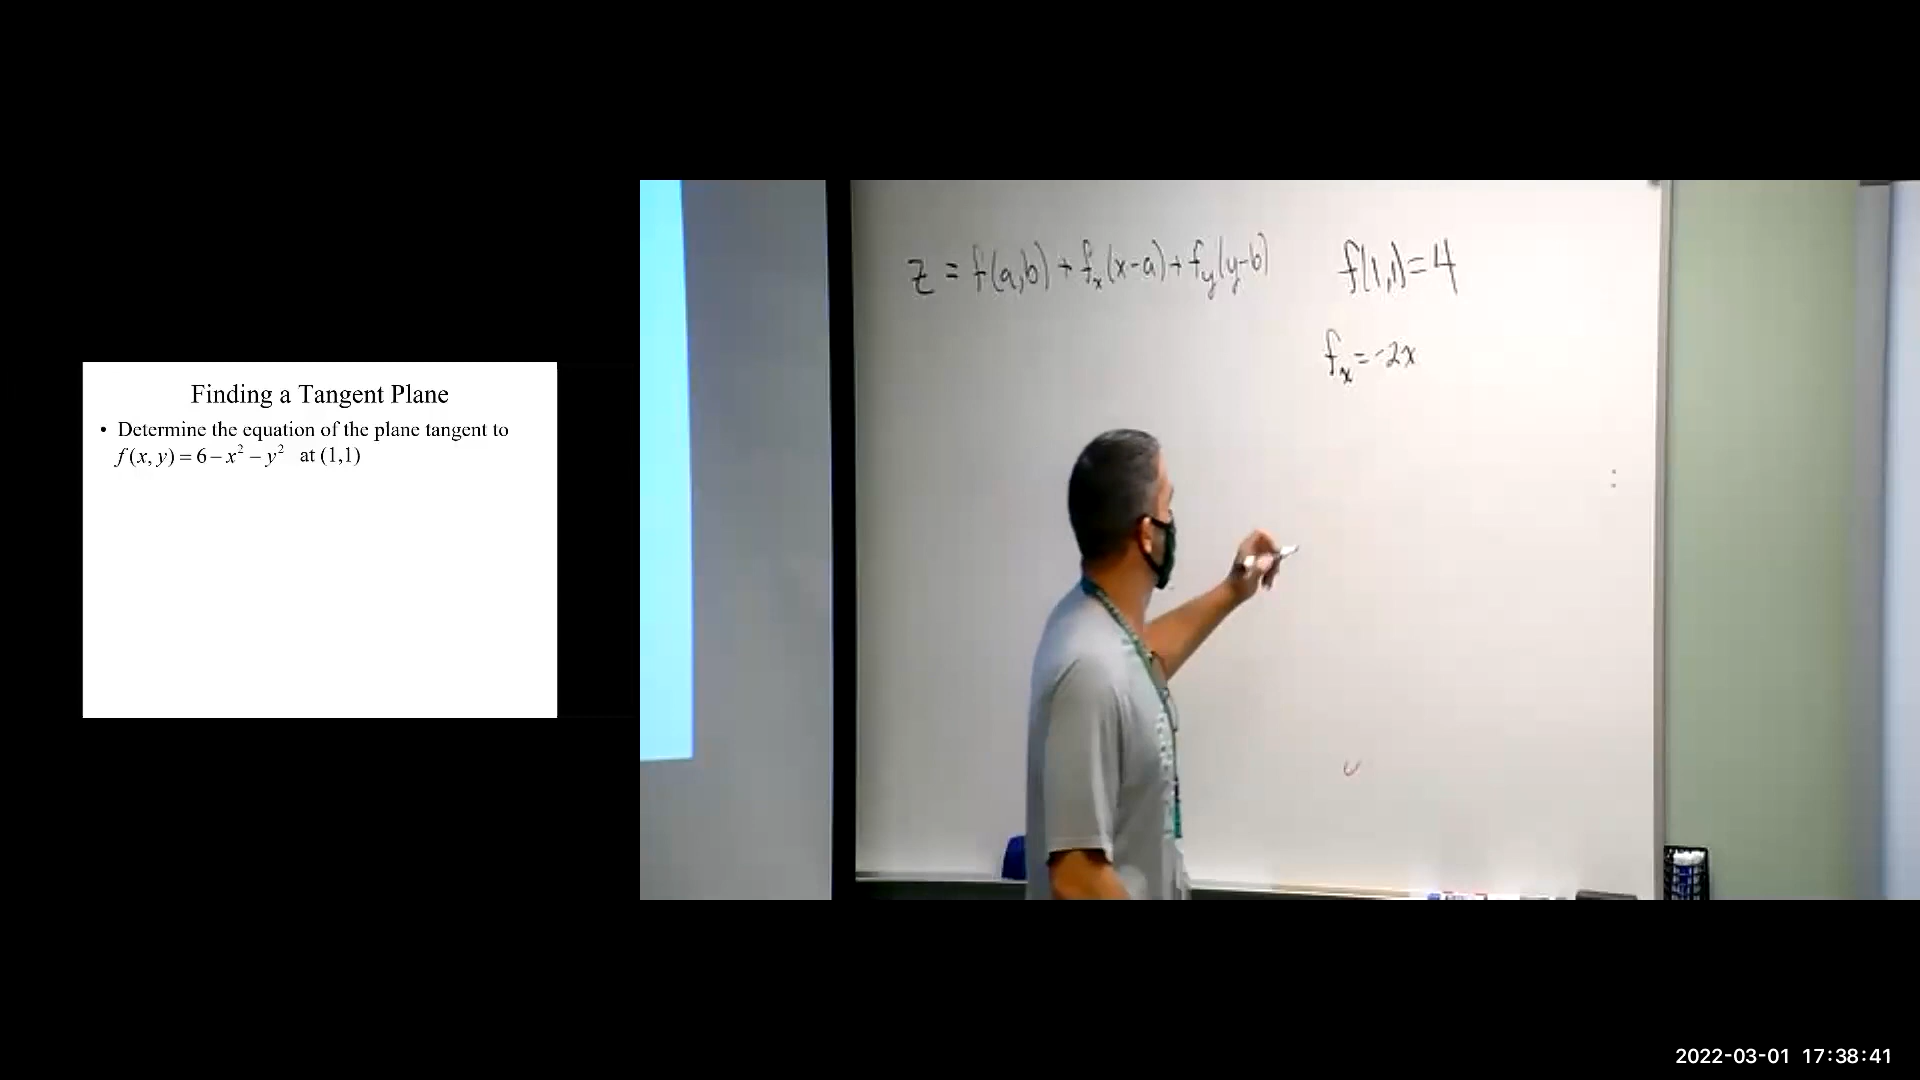 Finding a Tangent Plane
• Determine the equation of the plane tangent to
f(x, y) = 6 − x² − y² at (1,1)
z = f(a,b) + fₓ(x-a) + f_y(y-b)
f(1,1) = 4
fₓ = -2x
2022-03-01 17:38:41